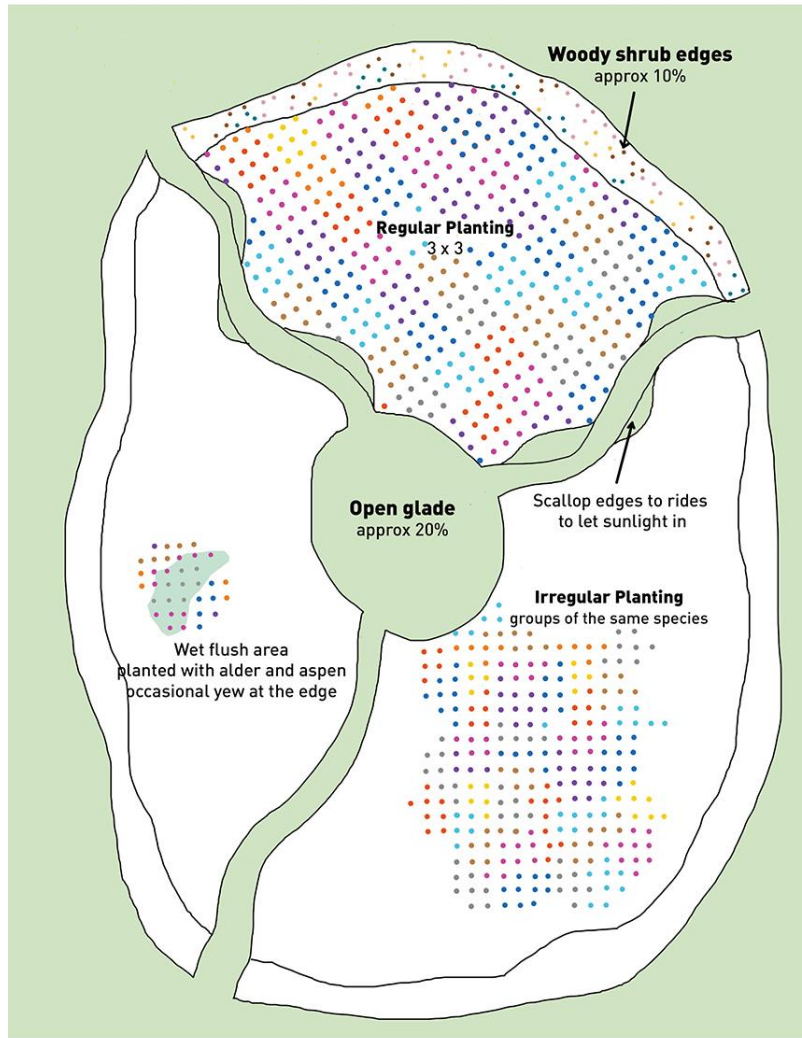 Woody shrub edges
approx 10%
Regular Planting
3 x 3
Open glade
approx 20%
Scallop edges to rides
to let sunlight in
Irregular Planting
groups of the same species
Wet flush area
planted with alder and aspen
occasional yew at the edge